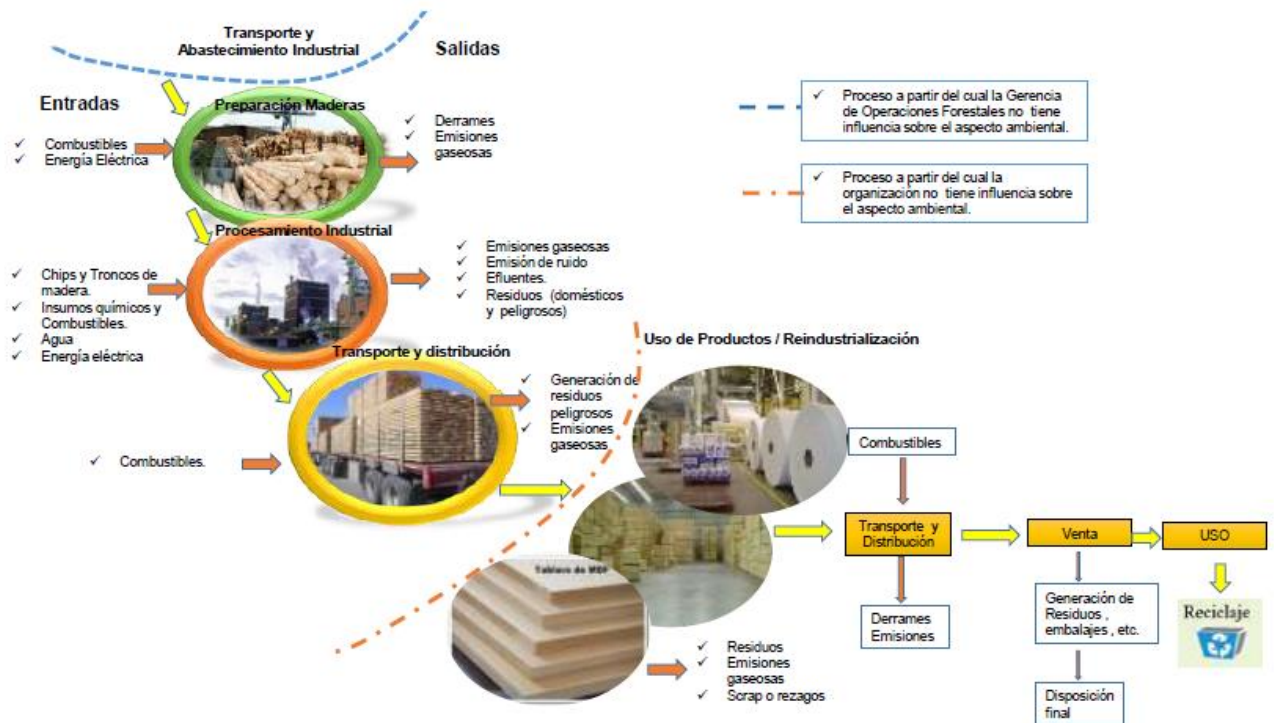 Transporte y
Abastecimiento Industrial
Salidas
Entradas
Preparación Maderas
✓ Combustibles
✓ Energía Eléctrica
✓ Derrames
✓ Emisiones
gaseosas
✓ Proceso a partir del cual la Gerencia
de Operaciones Forestales no tiene
influencia sobre el aspecto ambiental.
✓ Proceso a partir del cual la
organización no tiene influencia sobre
el aspecto ambiental.
Procesamiento Industrial
✓ Chips y Troncos de
madera.
✓ Insumos químicos y
Combustibles.
✓ Agua
✓ Energía eléctrica
✓ Emisiones gaseosas
✓ Emisión de ruido
✓ Efluentes.
✓ Residuos (domésticos
y peligrosos)
Transporte y distribución
✓ Combustibles.
✓ Generación de
residuos
peligrosos
✓ Emisiones
gaseosas
Uso de Productos / Reindustrialización
Tablero de MDF
✓ Residuos
✓ Emisiones
gaseosas
✓ Scrap o rezagos
Combustibles
Transporte y
Distribución
Derrames
Emisiones
Venta
Generación de
Residuos ,
embalajes , etc.
Disposición
final
USO
Reciclaje